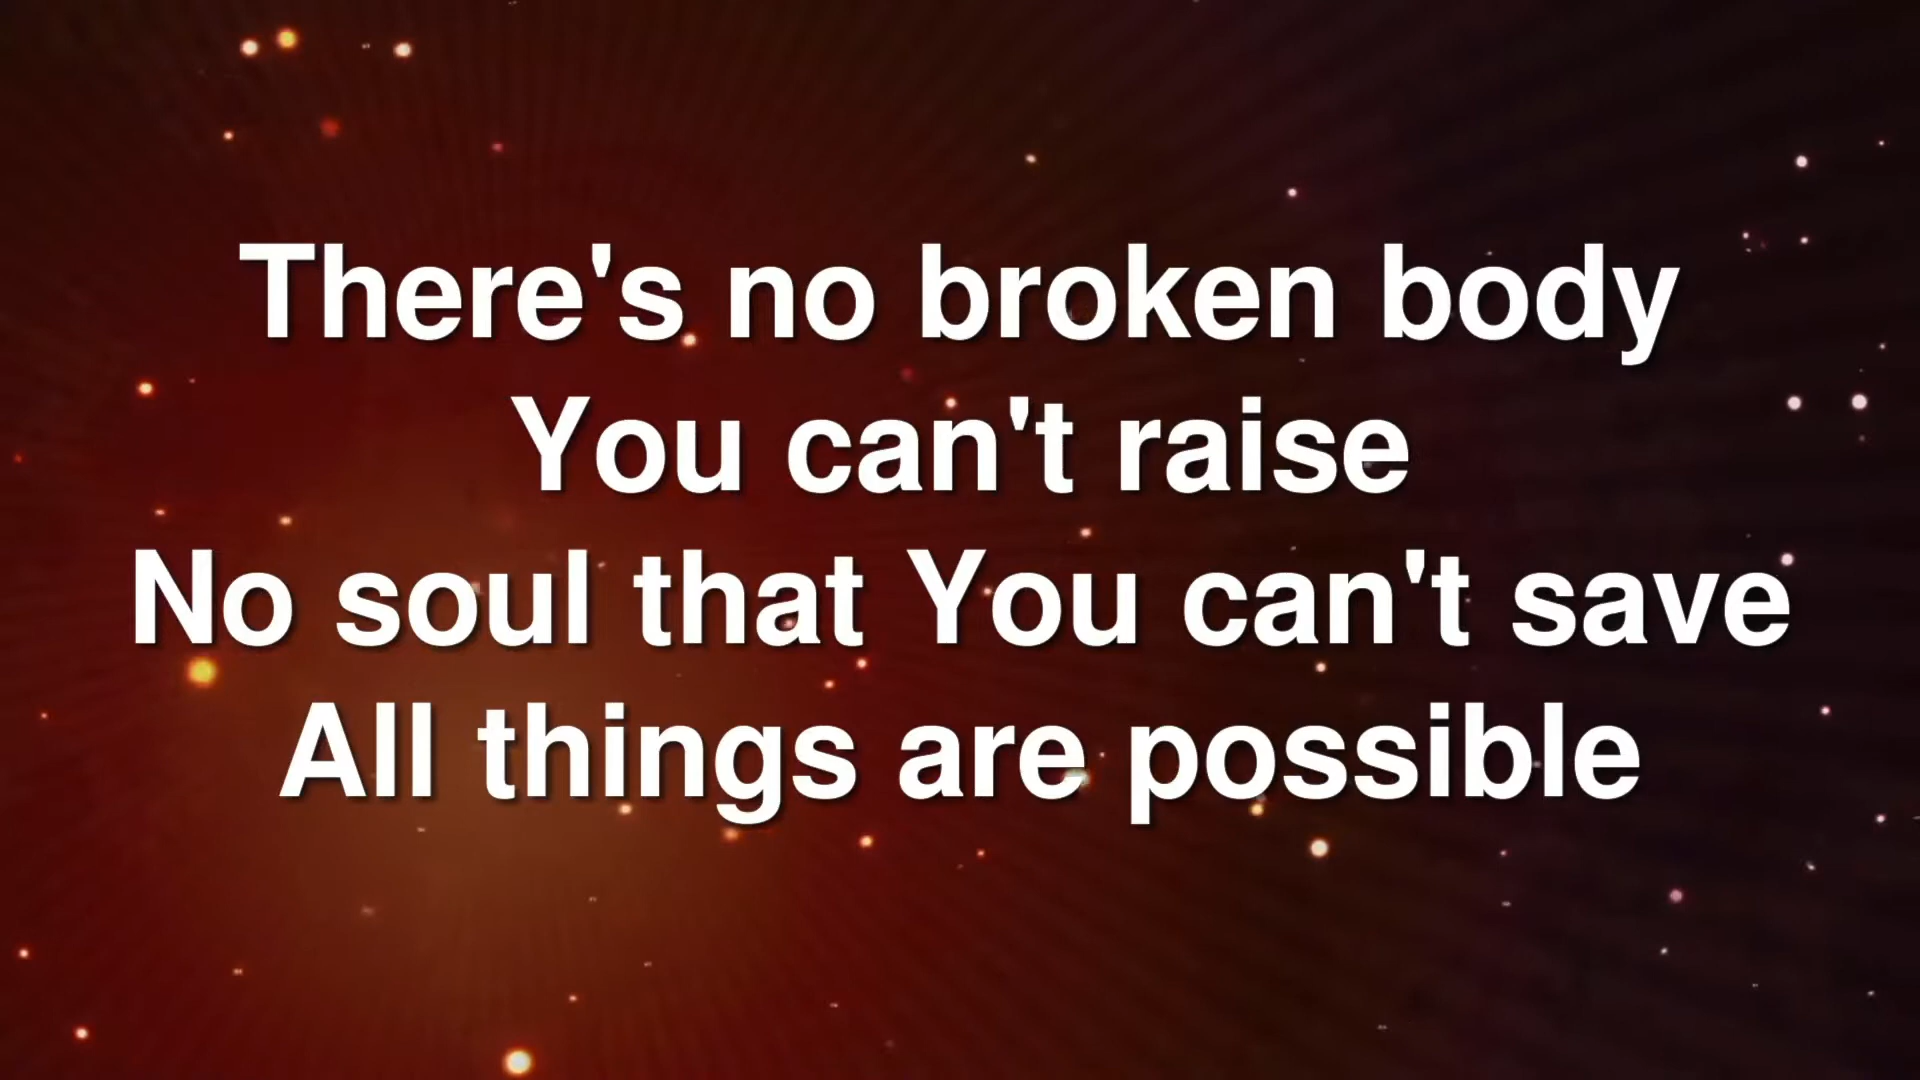 There's no broken body
You can't raise
No soul that You can't save
All things are possible